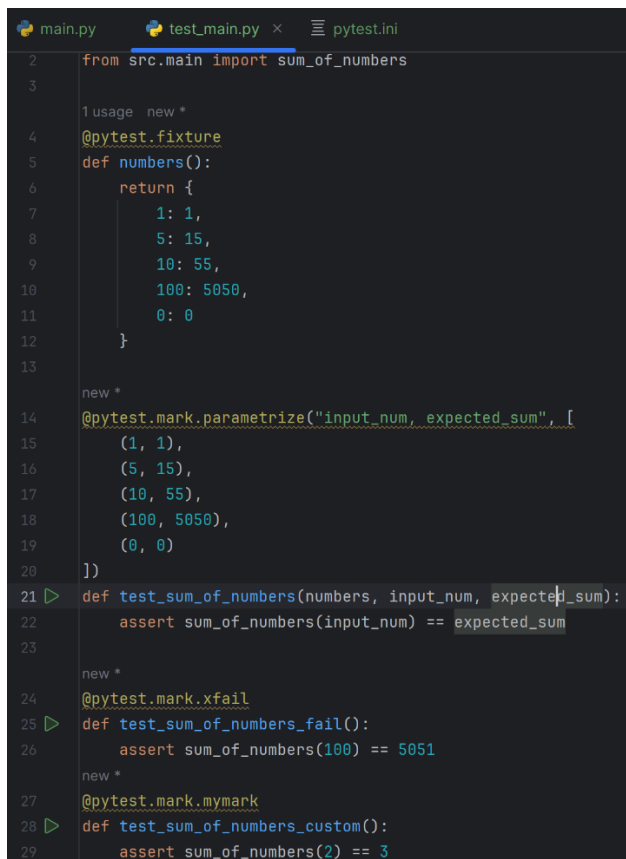 main.py test_main.py × pytest.ini
2 from src.main import sum_of_numbers
3
1 usage new *
4 @pytest.fixture
5 def numbers():
6     return {
7         1: 1,
8         5: 15,
9         10: 55,
10         100: 5050,
11         0: 0
12     }
13
new *
14 @pytest.mark.parametrize("input_num, expected_sum", [
15     (1, 1),
16     (5, 15),
17     (10, 55),
18     (100, 5050),
19     (0, 0)
20 ])
21 def test_sum_of_numbers(numbers, input_num, expected_sum):
22     assert sum_of_numbers(input_num) == expected_sum
23
new *
24 @pytest.mark.xfail
25 def test_sum_of_numbers_fail():
26     assert sum_of_numbers(100) == 5051
new *
27 @pytest.mark.mymark
28 def test_sum_of_numbers_custom():
29     assert sum_of_numbers(2) == 3